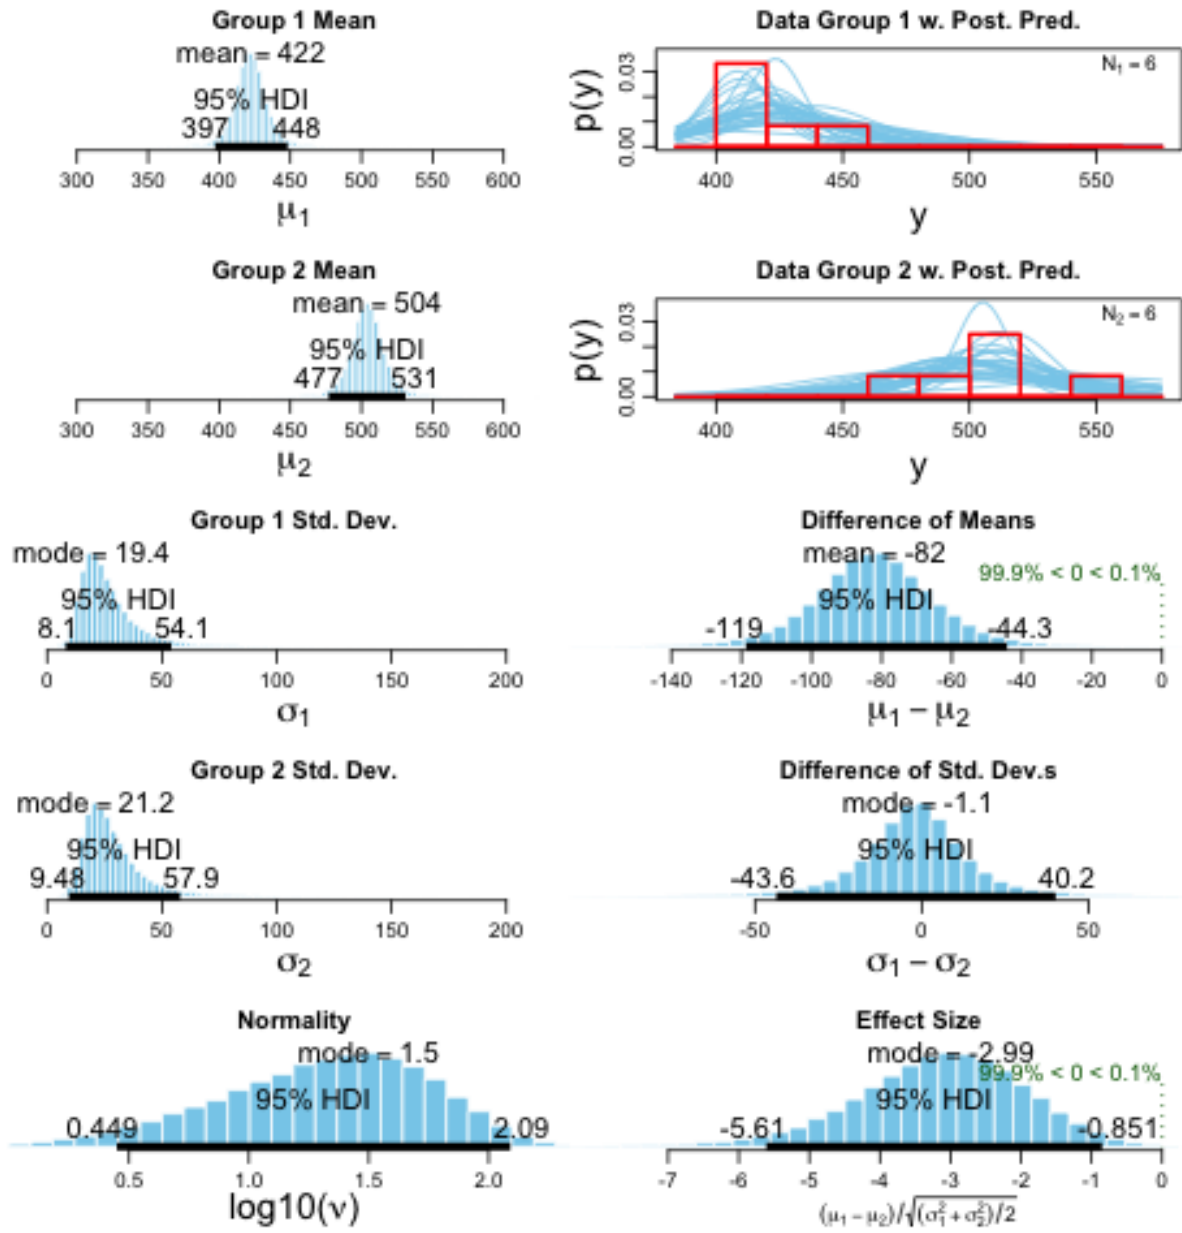 Group 1 Mean
mean = 422
95% HDI
397 448
300 350 400 450 500 550 600
μ1
Data Group 1 w. Post. Pred.
N1 = 6
p(y)
0.00 0.03
400 450 500 550
y
Group 2 Mean
mean = 504
95% HDI
477 531
300 350 400 450 500 550 600
μ2
Data Group 2 w. Post. Pred.
N2 = 6
p(y)
0.00 0.03
400 450 500 550
y
Group 1 Std. Dev.
mode = 19.4
95% HDI
8.1 54.1
0 50 100 150 200
σ1
Difference of Means
mean = -82
99.9% < 0 < 0.1%
95% HDI
-119 -44.3
-140 -120 -100 -80 -60 -40 -20 0
μ1 − μ2
Group 2 Std. Dev.
mode = 21.2
95% HDI
9.48 57.9
0 50 100 150 200
σ2
Difference of Std. Dev.s
mode = -1.1
95% HDI
-43.6 40.2
-50 0 50
σ1 − σ2
Normality
mode = 1.5
95% HDI
0.449 2.09
0.5 1.0 1.5 2.0
log10(ν)
Effect Size
mode = -2.99
99.9% < 0 < 0.1%
95% HDI
-5.61 -0.851
-7 -6 -5 -4 -3 -2 -1 0
(μ1 − μ2)/√(σ1² + σ2²)/2